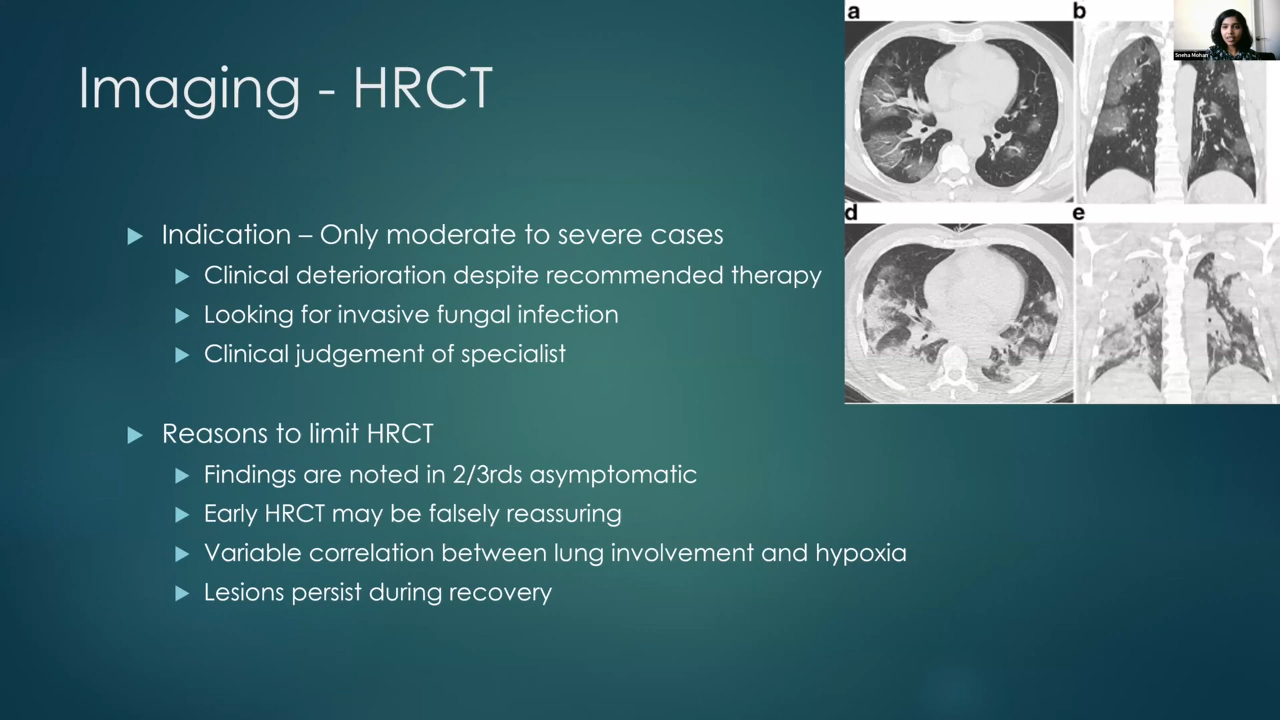 Imaging - HRCT
a
b
Sneha Mohan
Indication – Only moderate to severe cases
Clinical deterioration despite recommended therapy
Looking for invasive fungal infection
Clinical judgement of specialist
d
e
Reasons to limit HRCT
Findings are noted in 2/3rds asymptomatic
Early HRCT may be falsely reassuring
Variable correlation between lung involvement and hypoxia
Lesions persist during recovery